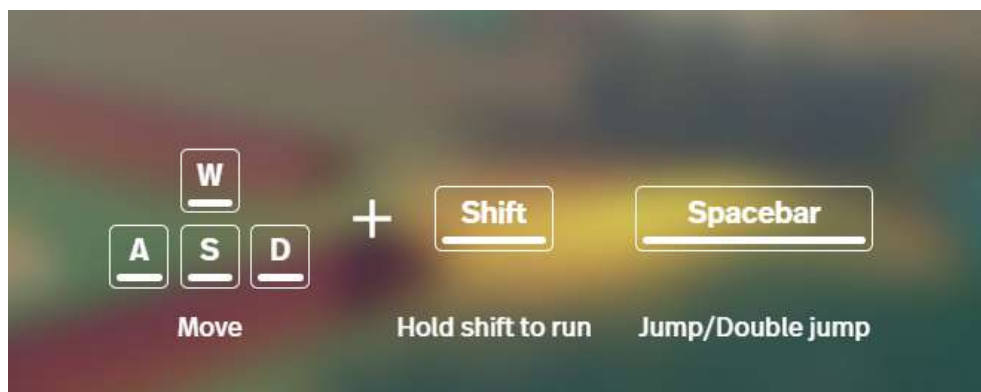 W
A S D
+
Shift
Spacebar
Move
Hold shift to run
Jump/Double jump